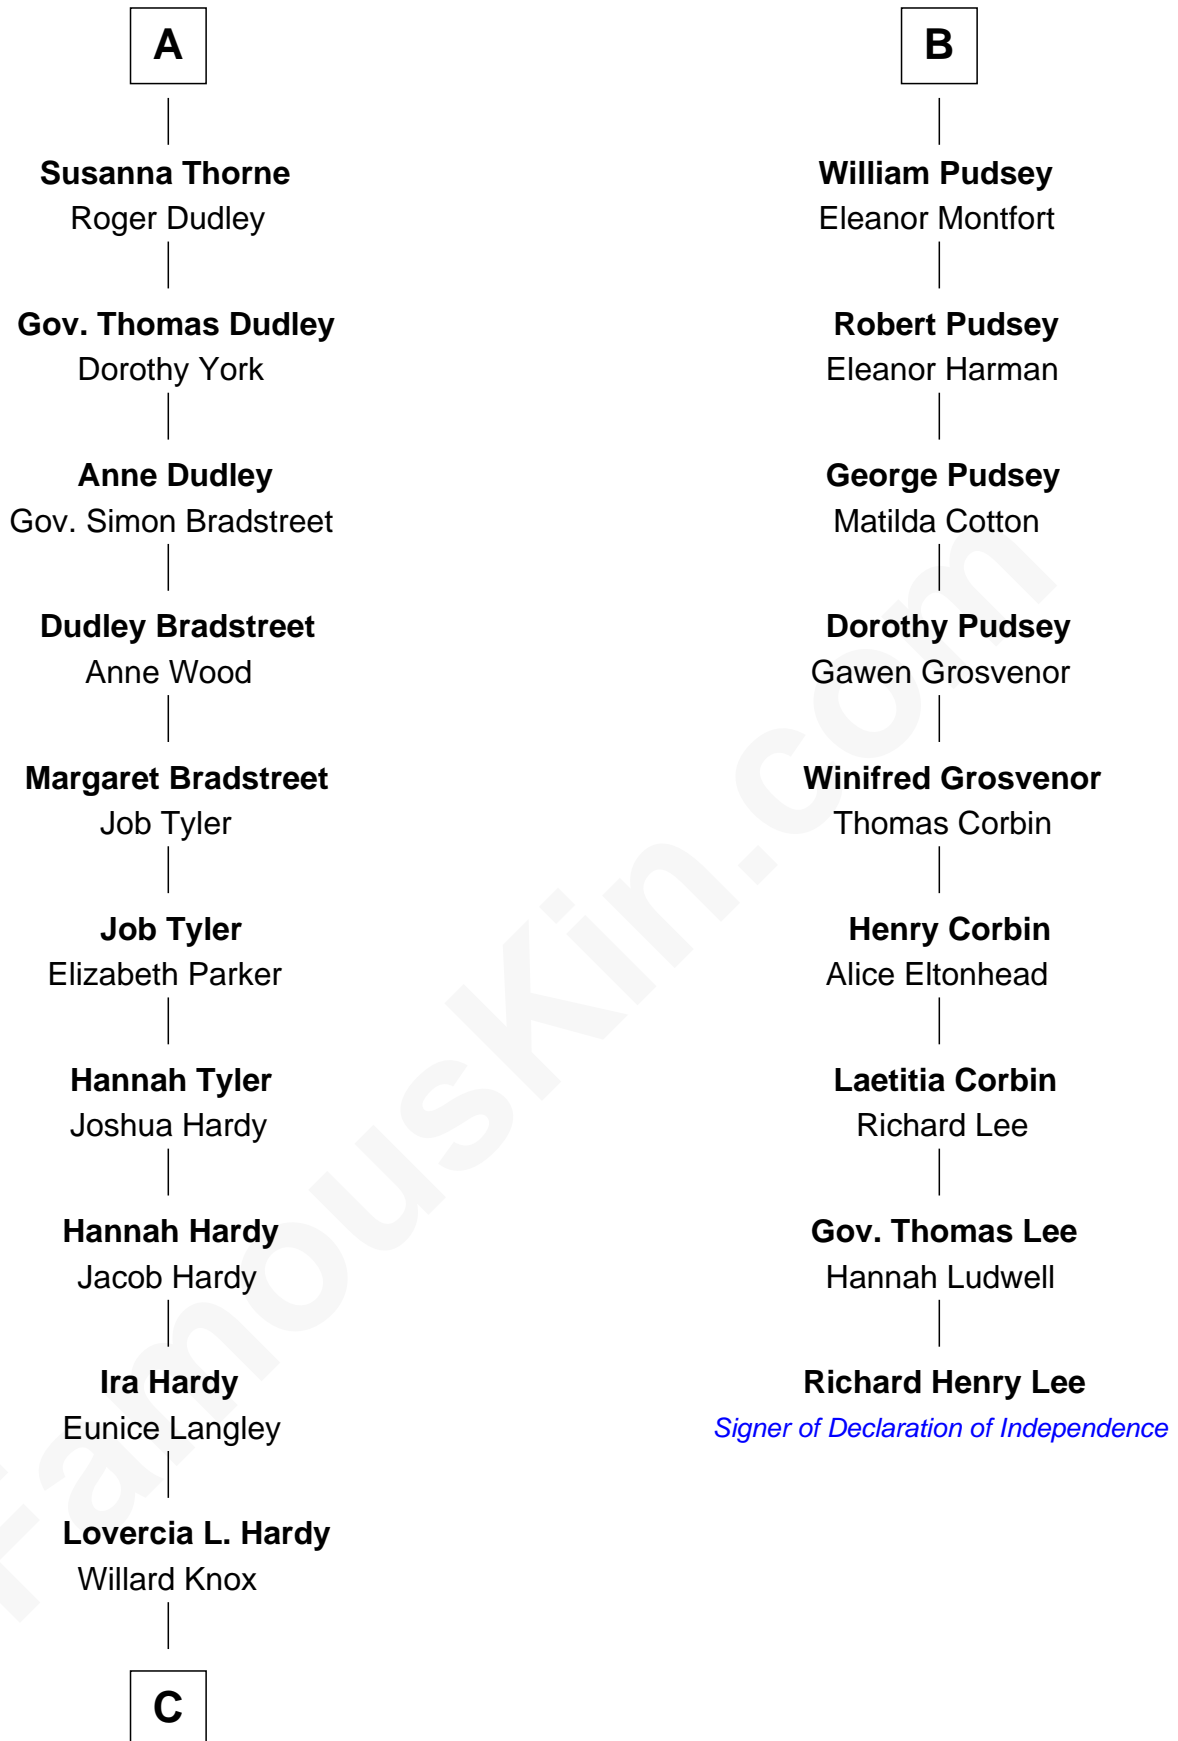 A
Susanna Thorne
Roger Dudley
Gov. Thomas Dudley
Dorothy York
Anne Dudley
Gov. Simon Bradstreet
Dudley Bradstreet
Anne Wood
Margaret Bradstreet
Job Tyler
Job Tyler
Elizabeth Parker
Hannah Tyler
Joshua Hardy
Hannah Hardy
Jacob Hardy
Ira Hardy
Eunice Langley
Lovercia L. Hardy
Willard Knox
C
B
William Pudsey
Eleanor Montfort
Robert Pudsey
Eleanor Harman
George Pudsey
Matilda Cotton
Dorothy Pudsey
Gawen Grosvenor
Winifred Grosvenor
Thomas Corbin
Henry Corbin
Alice Eltonhead
Laetitia Corbin
Richard Lee
Gov. Thomas Lee
Hannah Ludwell
Richard Henry Lee
Signer of Declaration of Independence
FamousKin.com